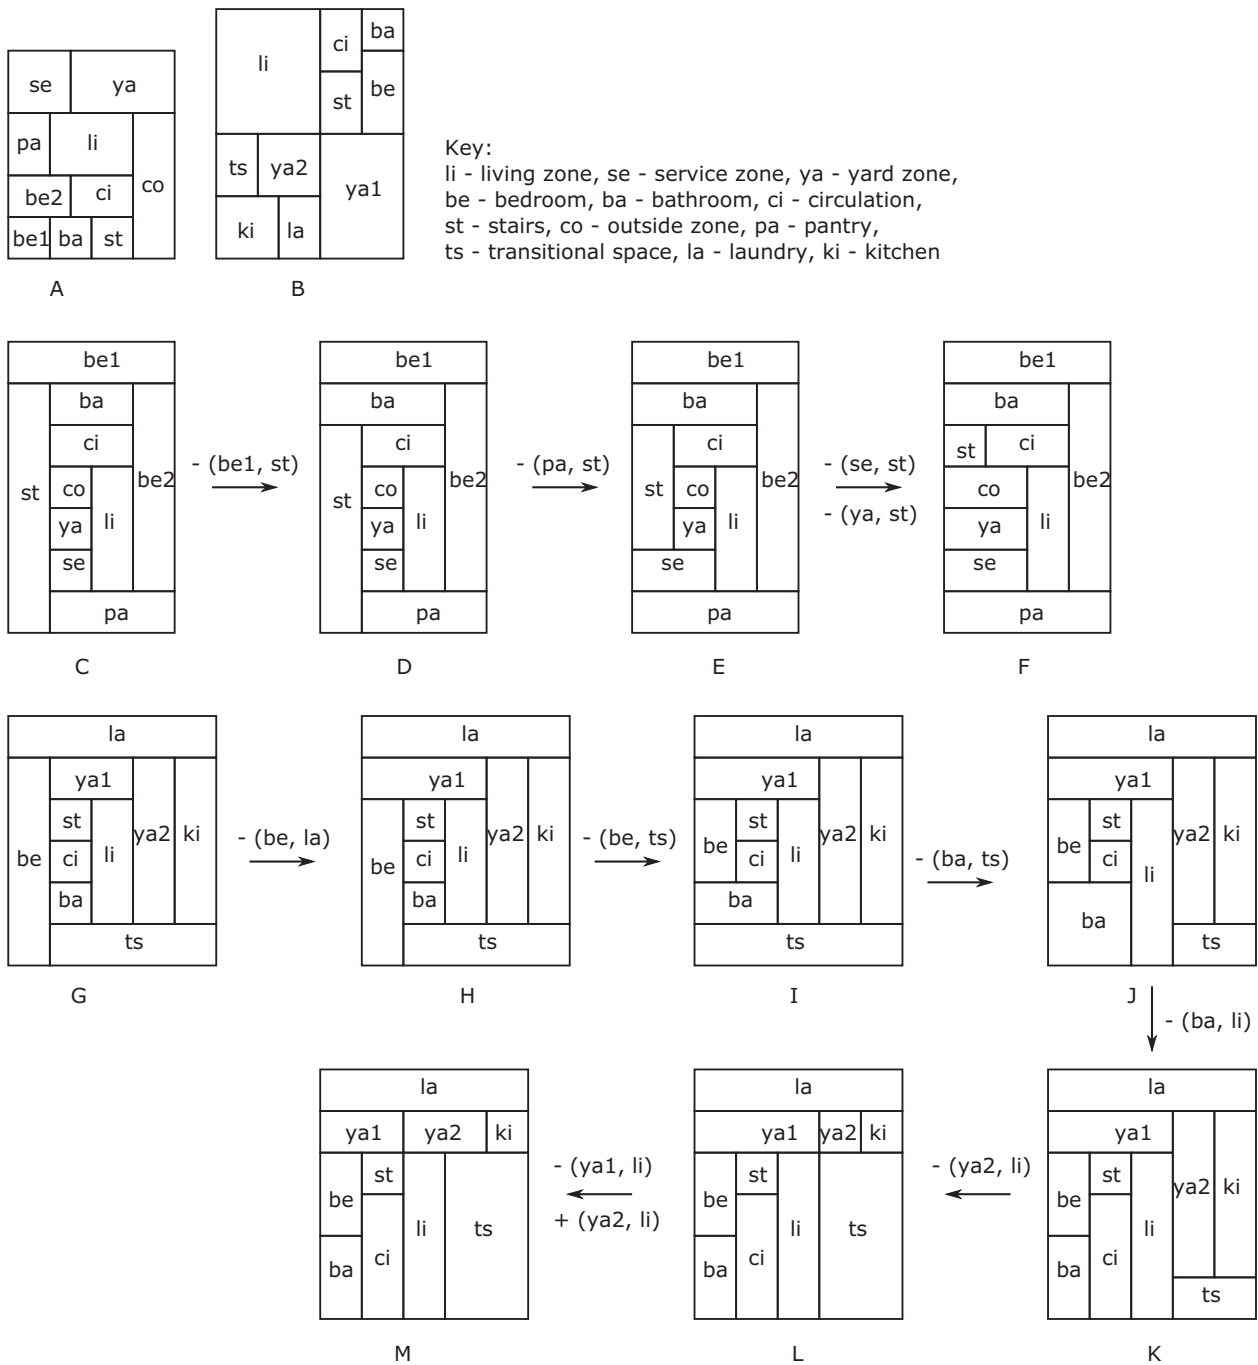 se ya
pa li
co
be2 ci
be1 ba st
A
li ci ba
st be
ts ya2 ya1
ki la
B
Key:
li - living zone, se - service zone, ya - yard zone,
be - bedroom, ba - bathroom, ci - circulation,
st - stairs, co - outside zone, pa - pantry,
ts - transitional space, la - laundry, ki - kitchen
be1
ba
ci
st co li be2
ya
se
pa
C
- (be1, st)
be1
ba
ci
st co li be2
ya
se
pa
D
- (pa, st)
be1
ba
ci
st co li be2
ya
se
pa
E
- (se, st)
- (ya, st)
be1
ba
st ci
co be2
ya li
se
pa
F
la
ya1
st
be ci li ya2 ki
ba
ts
G
- (be, la)
la
ya1
st
be ci li ya2 ki
ba
ts
H
- (be, ts)
la
ya1
st
be ci li ya2 ki
ba
ts
I
- (ba, ts)
la
ya1
st
be ci li ya2 ki
ba
ts
J
- (ba, li)
la
ya1
st
be ya2 ki
li
ba ci
ts
K
- (ya2, li)
la
ya1 ya2 ki
st
be
li ts
ba ci
L
- (ya1, li)
+ (ya2, li)
la
ya1 ya2 ki
st
be
li ts
ba ci
M